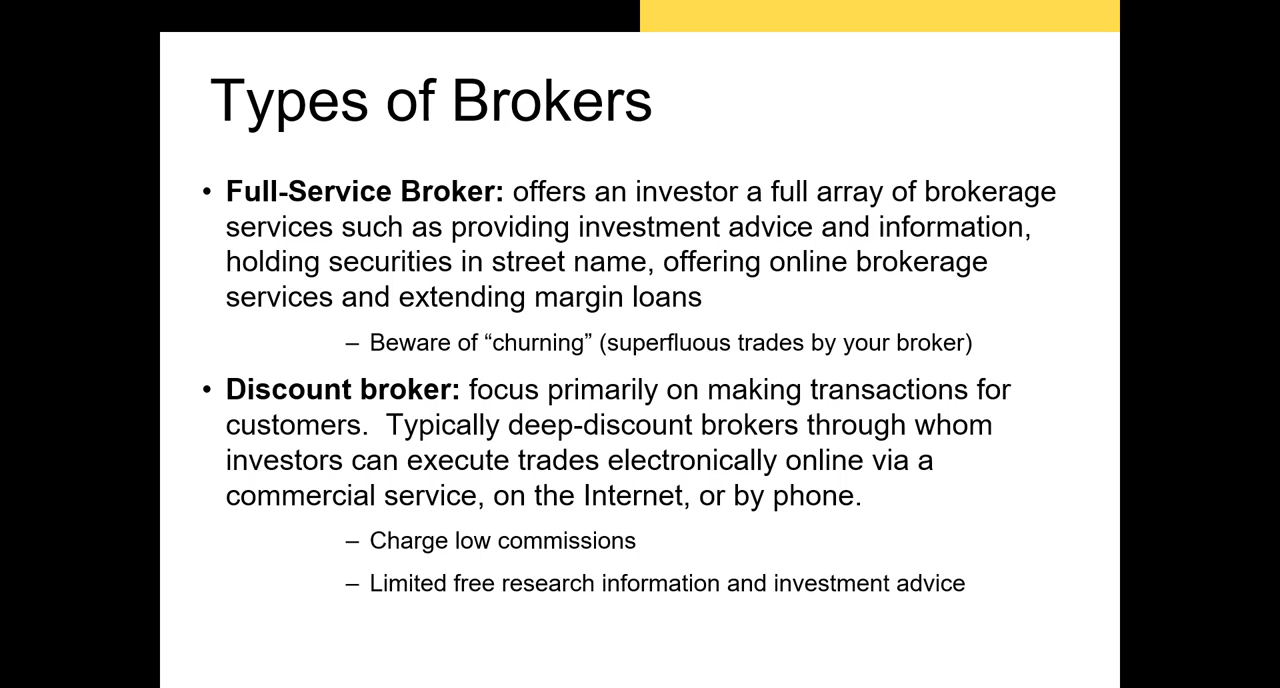 Types of Brokers
• Full-Service Broker: offers an investor a full array of brokerage
services such as providing investment advice and information,
holding securities in street name, offering online brokerage
services and extending margin loans
– Beware of “churning” (superfluous trades by your broker)
• Discount broker: focus primarily on making transactions for
customers.  Typically deep-discount brokers through whom
investors can execute trades electronically online via a
commercial service, on the Internet, or by phone.
– Charge low commissions
– Limited free research information and investment advice